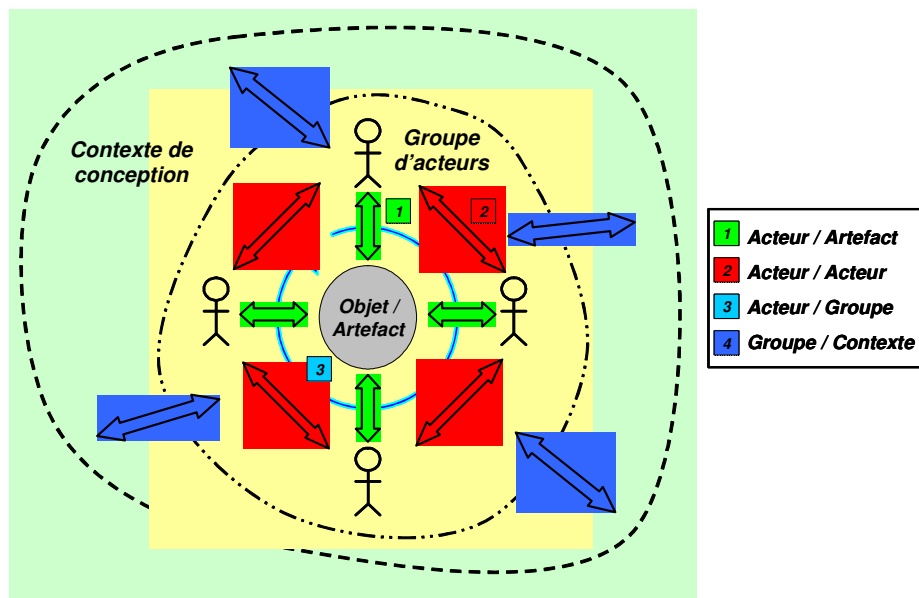 Contexte de
conception
Groupe
d'acteurs
1
2
Objet /
Artefact
3
1 Acteur / Artefact
2 Acteur / Acteur
3 Acteur / Groupe
4 Groupe / Contexte